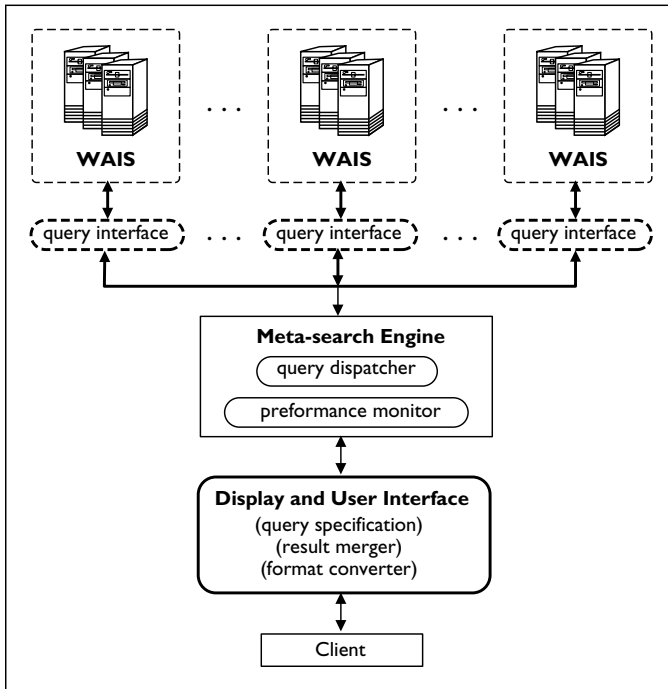 WAIS . . . WAIS . . . WAIS
query interface . . . query interface . . . query interface
Meta-search Engine
query dispatcher
preformance monitor
Display and User Interface
(query specification)
(result merger)
(format converter)
Client